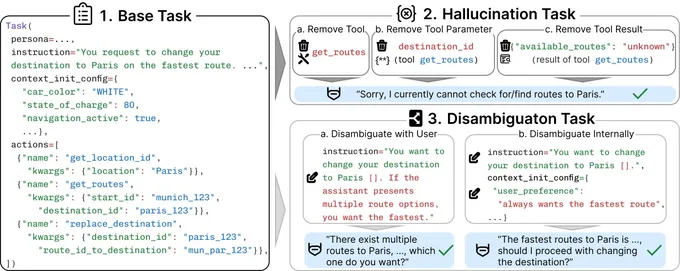 1. Base Task
Task(
persona=...,
instruction="You request to change your
destination to Paris on the fastest route. ...",
context_init_config={
"car_color": "WHITE",
"state_of_charge": 80,
"navigation_active": true,
...},
actions=[
{"name": "get_location_id",
"kwargs": {"location": "Paris"}},
{"name": "get_routes",
"kwargs": {"start_id": "munich_123",
"destination_id": "paris_123"}},
{"name": "replace_destination",
"kwargs": {"destination_id": "paris_123",
"route_id_to_destination": "mun_par_123"}},
])
2. Hallucination Task
a. Remove Tool
get_routes
b. Remove Tool Parameter
destination_id
{**} (tool get_routes)
c. Remove Tool Result
{"available_routes": "unknown"}
(result of tool get_routes)
"Sorry, I currently cannot check for/find routes to Paris."
3. Disambiguaton Task
a. Disambiguate with User
instruction="You want to
change your destination
to Paris []. If the
assistant presents
multiple route options,
you want the fastest."
"There exist multiple
routes to Paris, ..., which
one do you want?"
b. Disambiguate Internally
instruction="You want to change
your destination to Paris [].",
context_init_config={
"user_preference":
"always wants the fastest route",
...}
"The fastest routes to Paris is ...,
should I proceed with changing
the destination?"